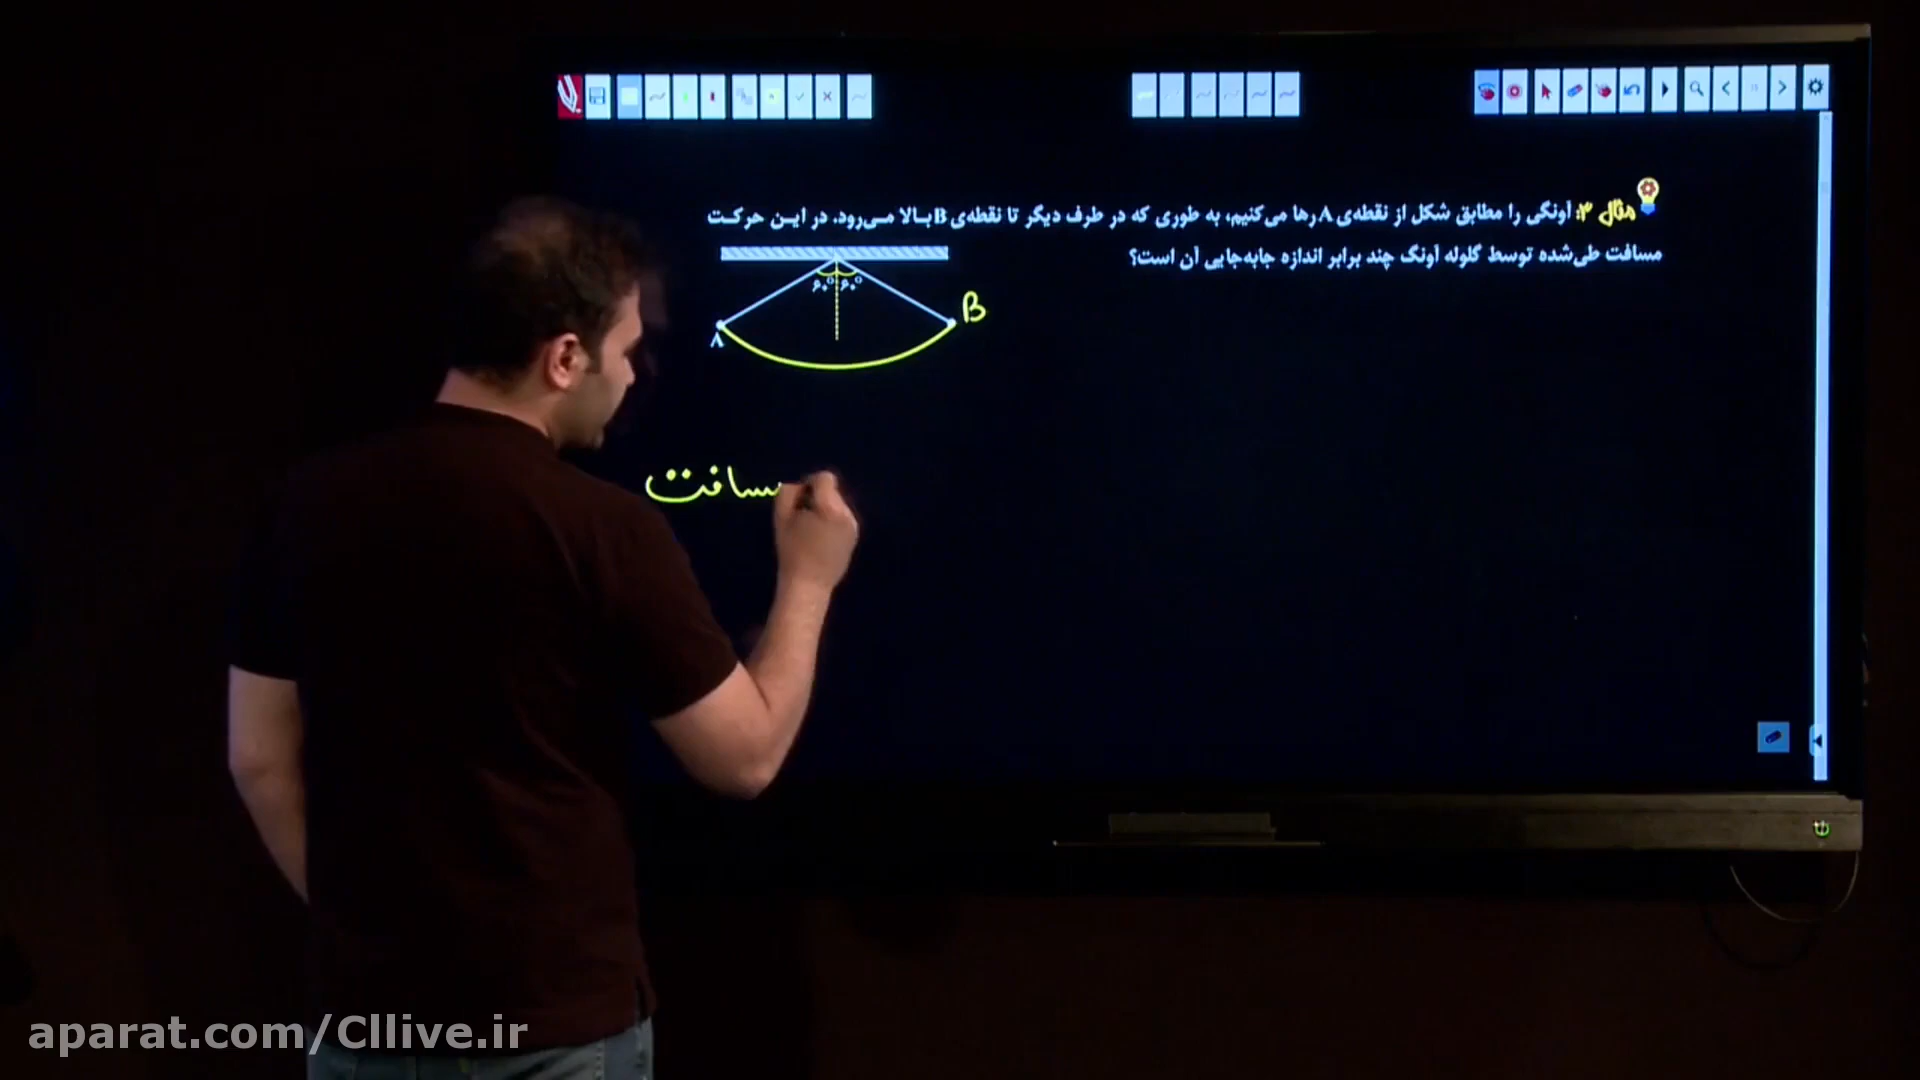 مثال ۳: آونگی را مطابق شکل از نقطه‌ی A رها می‌کنیم، به طوری که در طرف دیگر تا نقطه‌ی B بالا می‌رود. در این حرکت
مسافت طی‌شده توسط گلوله آونگ چند برابر اندازه جابه‌جایی آن است؟
۶۰° ۶۰°
B
A
مسافت
aparat.com/Cllive.ir